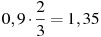 0,9 · 2/3 = 1,35